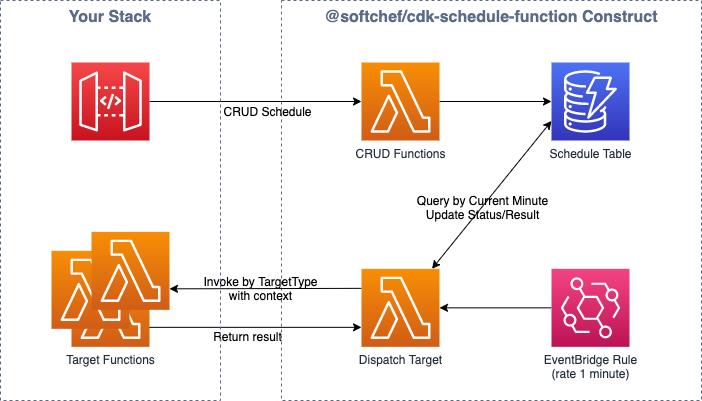 Your Stack
@softchef/cdk-schedule-function Construct
CRUD Schedule
CRUD Functions
Schedule Table
Query by Current Minute
Update Status/Result
Invoke by TargetType
with context
Return result
Target Functions
Dispatch Target
EventBridge Rule
(rate 1 minute)